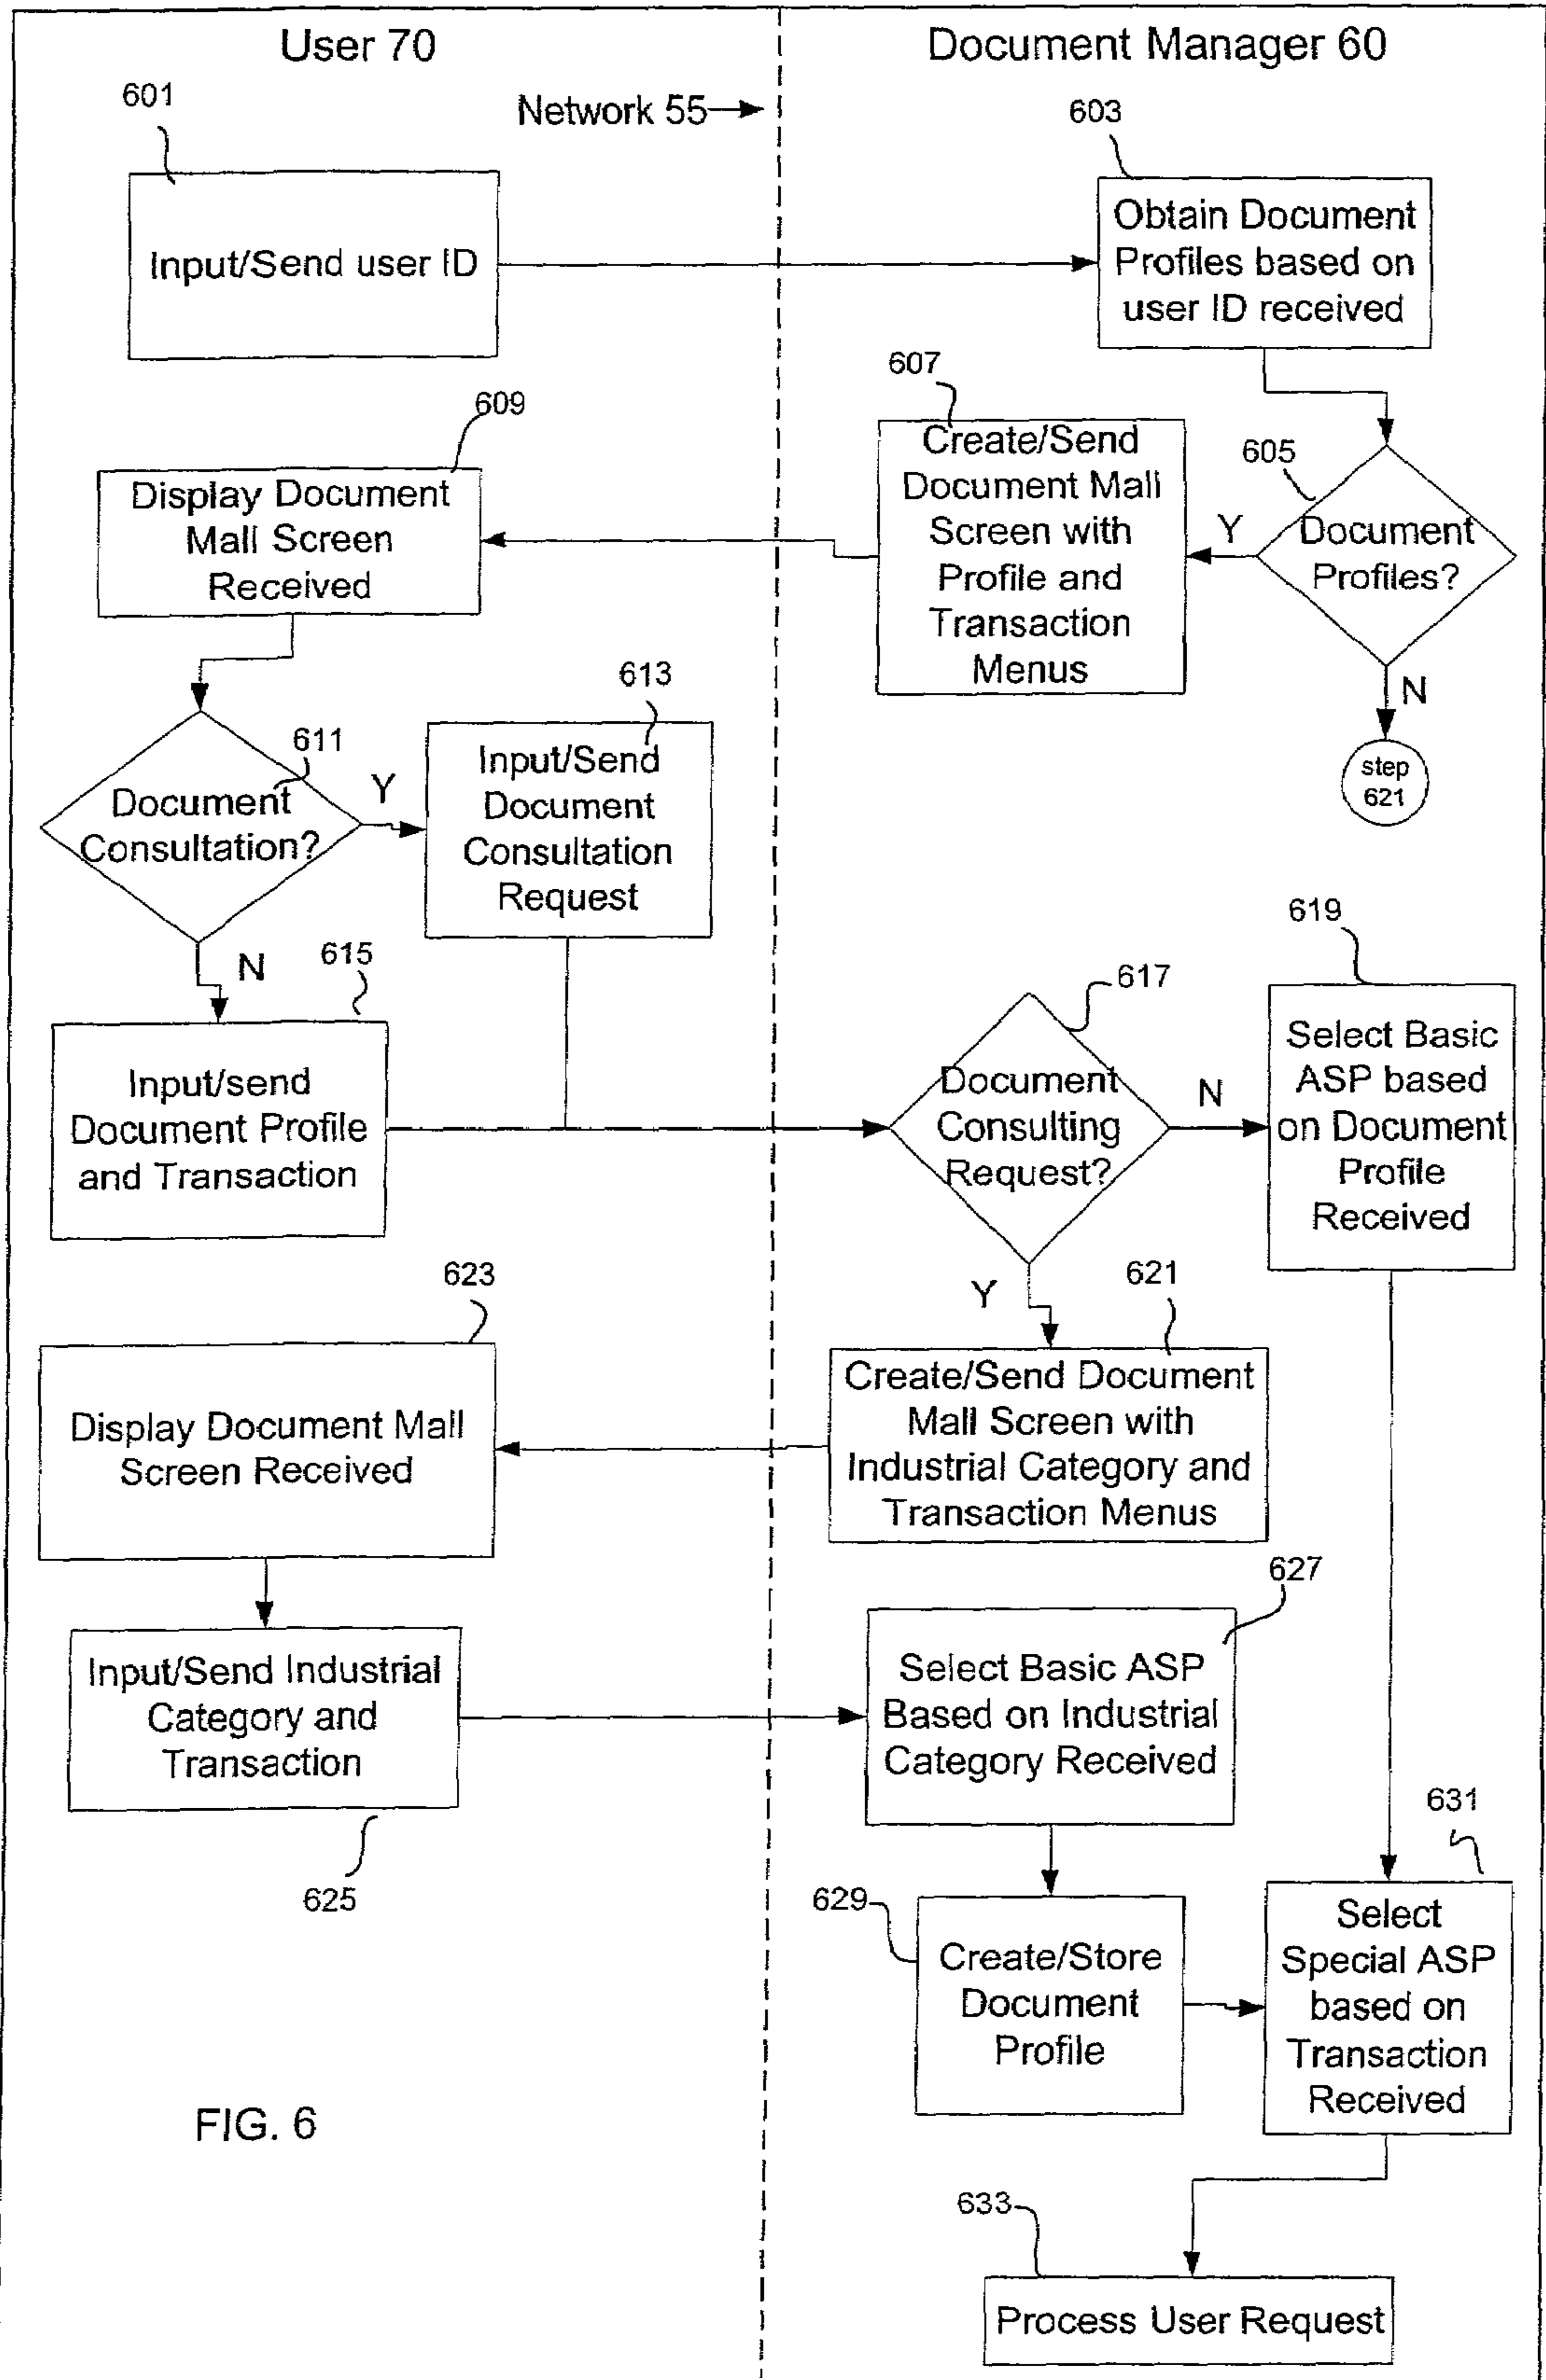 User 70
Document Manager 60
Network 55
601
Input/Send user ID
603
Obtain Document
Profiles based on
user ID received
605
Document
Profiles?
Y
N
step
621
607
Create/Send
Document Mall
Screen with
Profile and
Transaction
Menus
609
Display Document
Mall Screen
Received
611
Document
Consultation?
Y
N
613
Input/Send
Document
Consultation
Request
615
Input/send
Document Profile
and Transaction
617
Document
Consulting
Request?
N
Y
619
Select Basic
ASP based
on Document
Profile
Received
621
Create/Send Document
Mall Screen with
Industrial Category and
Transaction Menus
623
Display Document Mall
Screen Received
Input/Send Industrial
Category and
Transaction
625
627
Select Basic ASP
Based on Industrial
Category Received
629
Create/Store
Document
Profile
631
Select
Special ASP
based on
Transaction
Received
633
Process User Request
FIG. 6